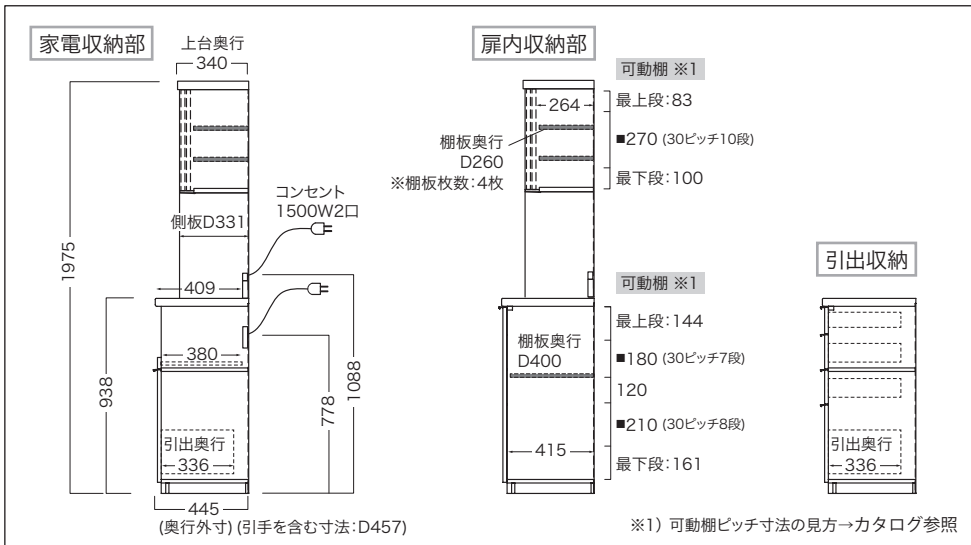 家電収納部
上台奥行
340
1975
側板D331
コンセント
1500W2口
409
938
380
1088
778
引出奥行
336
445
(奥行外寸) (引手を含む寸法：D457)
扉内収納部
可動棚 ※1
264
最上段：83
棚板奥行
D260
※棚板枚数：4枚
■270 (30ピッチ10段)
最下段：100
可動棚 ※1
最上段：144
棚板奥行
D400
■180 (30ピッチ7段)
120
■210 (30ピッチ8段)
415
最下段：161
引出収納
引出奥行
336
※1）可動棚ピッチ寸法の見方→カタログ参照